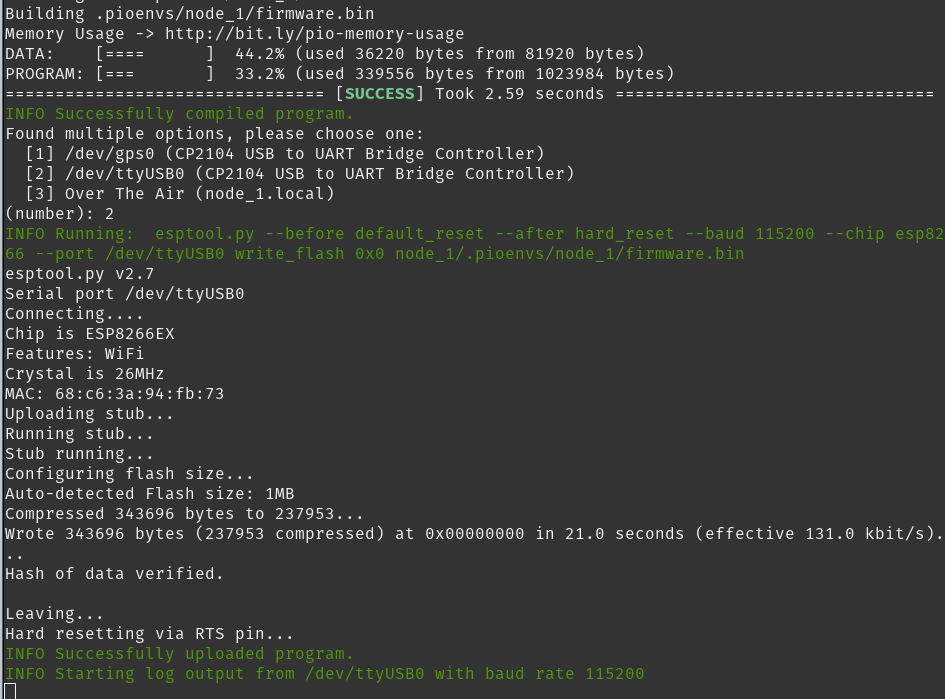 Building .pioenvs/node_1/firmware.bin
Memory Usage -> http://bit.ly/pio-memory-usage
DATA:    [====      ]  44.2% (used 36220 bytes from 81920 bytes)
PROGRAM: [===       ]  33.2% (used 339556 bytes from 1023984 bytes)
================================ [SUCCESS] Took 2.59 seconds ================================
INFO Successfully compiled program.
Found multiple options, please choose one:
  [1] /dev/gps0 (CP2104 USB to UART Bridge Controller)
  [2] /dev/ttyUSB0 (CP2104 USB to UART Bridge Controller)
  [3] Over The Air (node_1.local)
(number): 2
INFO Running:  esptool.py --before default_reset --after hard_reset --baud 115200 --chip esp82
66 --port /dev/ttyUSB0 write_flash 0x0 node_1/.pioenvs/node_1/firmware.bin
esptool.py v2.7
Serial port /dev/ttyUSB0
Connecting....
Chip is ESP8266EX
Features: WiFi
Crystal is 26MHz
MAC: 68:c6:3a:94:fb:73
Uploading stub...
Running stub...
Stub running...
Configuring flash size...
Auto-detected Flash size: 1MB
Compressed 343696 bytes to 237953...
Wrote 343696 bytes (237953 compressed) at 0x00000000 in 21.0 seconds (effective 131.0 kbit/s).
..
Hash of data verified.

Leaving...
Hard resetting via RTS pin...
INFO Successfully uploaded program.
INFO Starting log output from /dev/ttyUSB0 with baud rate 115200